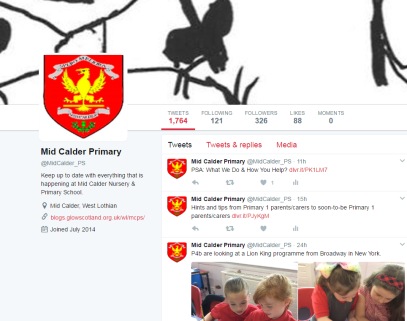 TWEETS FOLLOWING FOLLOWERS LIKES MOMENTS
1,764 121 326 88 0
Mid Calder Primary
@MidCalder_PS
Keep up to date with everything that is
happening at Mid Calder Nursery &
Primary School.
Mid Calder, West Lothian
blogs.glowscotland.org.uk/wl/mcps/
Joined July 2014
Tweets Tweets & replies Media
Mid Calder Primary @MidCalder_PS · 11h
PSA: What We Do & How You Help? dlvr.it/PK1LM7
1
Mid Calder Primary @MidCalder_PS · 15h
Hints and tips from Primary 1 parents/carers to soon-to-be Primary 1
parents/carers dlvr.it/PJyKgM
Mid Calder Primary @MidCalder_PS · 24h
P4b are looking at a Lion King programme from Broadway in New York.